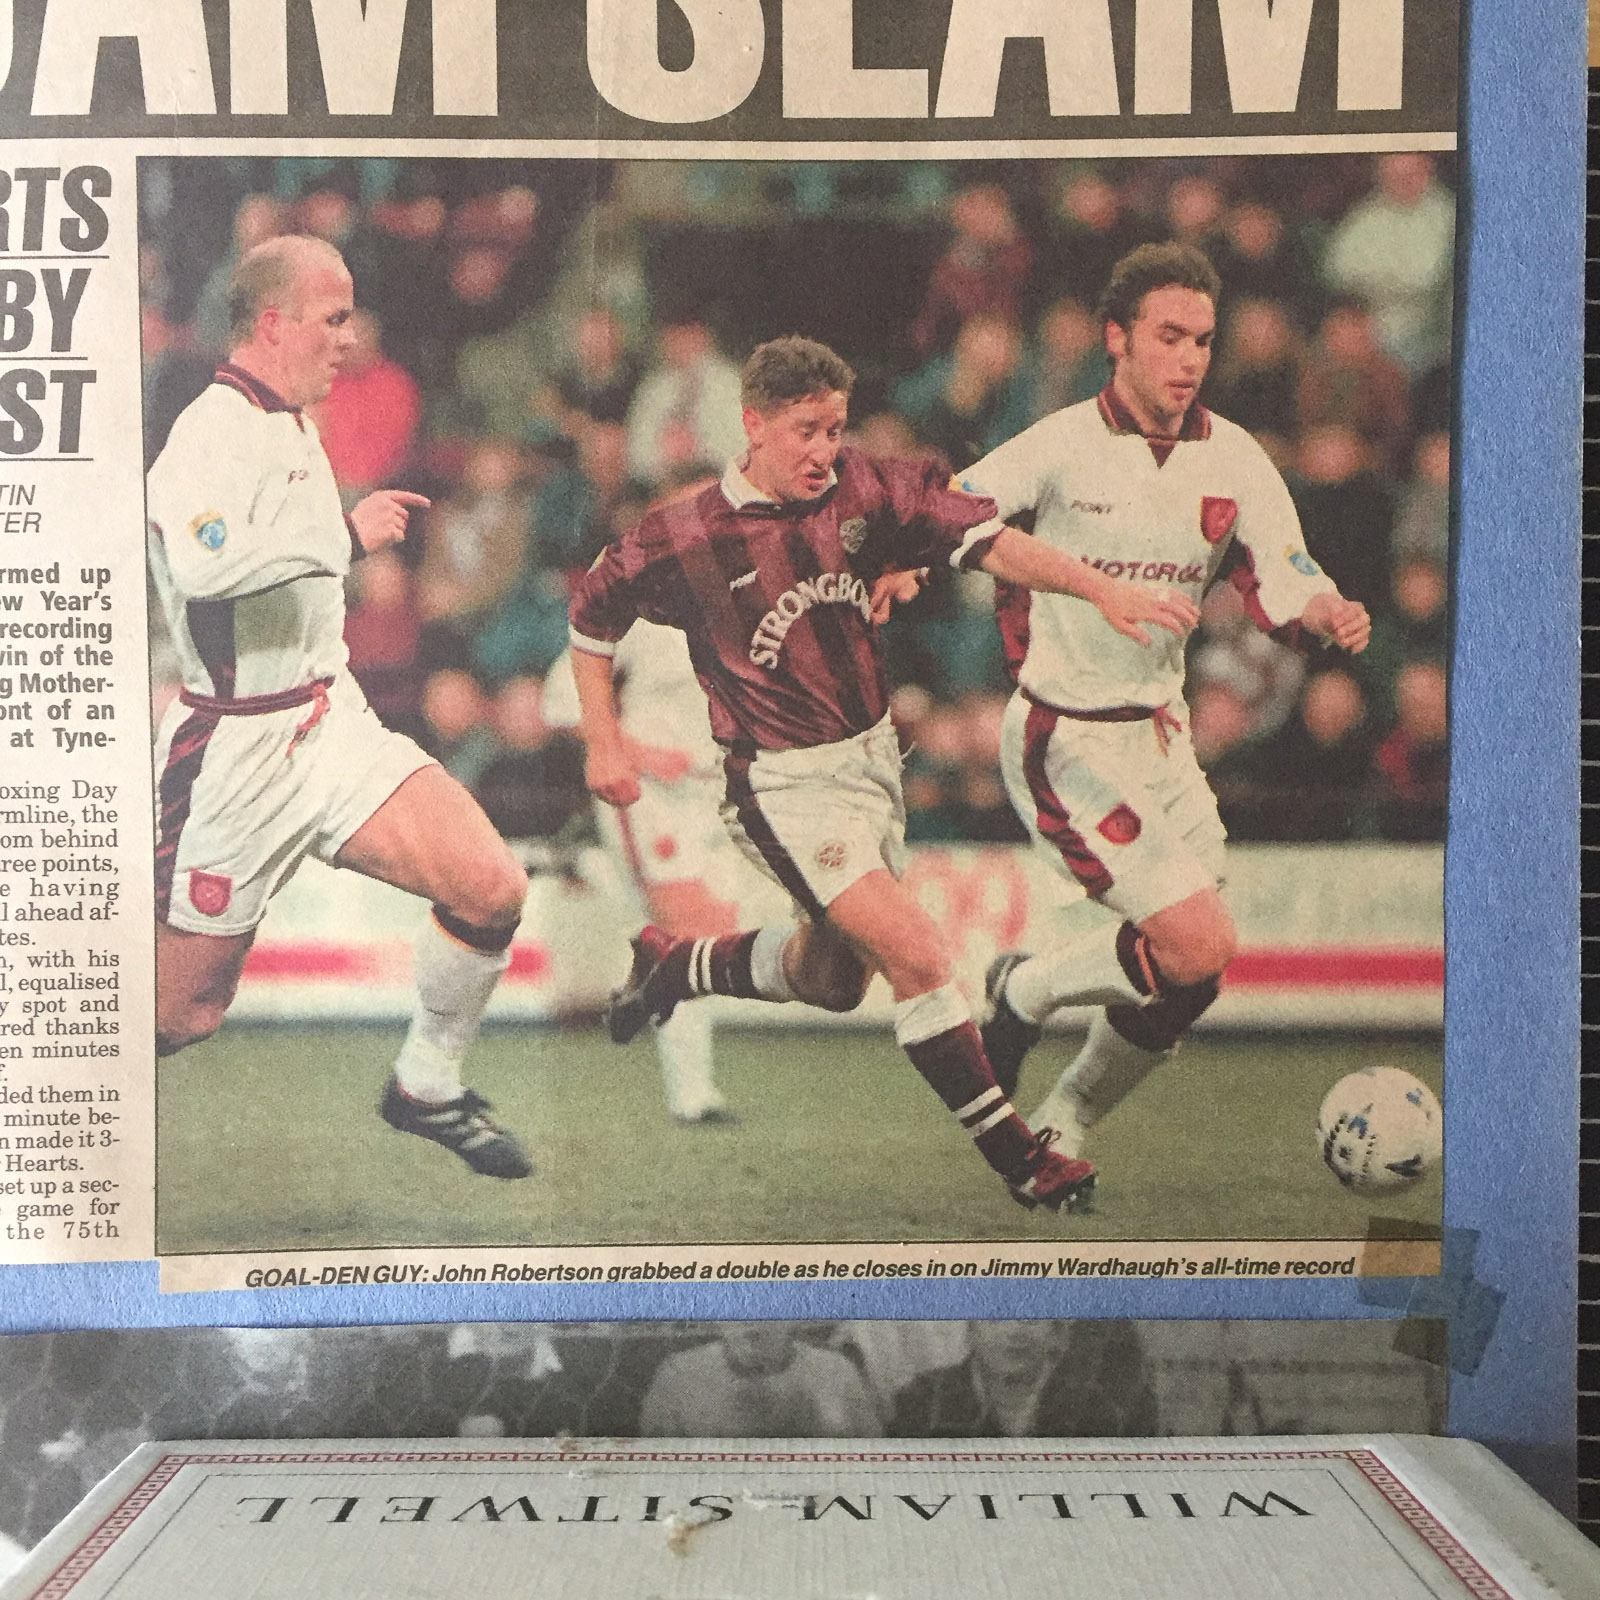 AM SLAM
RTS
BY
ST
TIN
TER
rmed up
ew Year's
recording
win of the
g Mother-
ont of an
at Tyne-
oxing Day
rmline, the
om behind
ree points,
e having
l ahead af-
tes.
n, with his
l, equalised
y spot and
red thanks
en minutes
f.
ded them in
minute be-
n made it 3-
Hearts.
set up a sec-
game for
the 75th
PONY
STRONGBOW
PONY
MOTOROL
GOAL-DEN GUY: John Robertson grabbed a double as he closes in on Jimmy Wardhaugh's all-time record
WILLIAM SITWELL